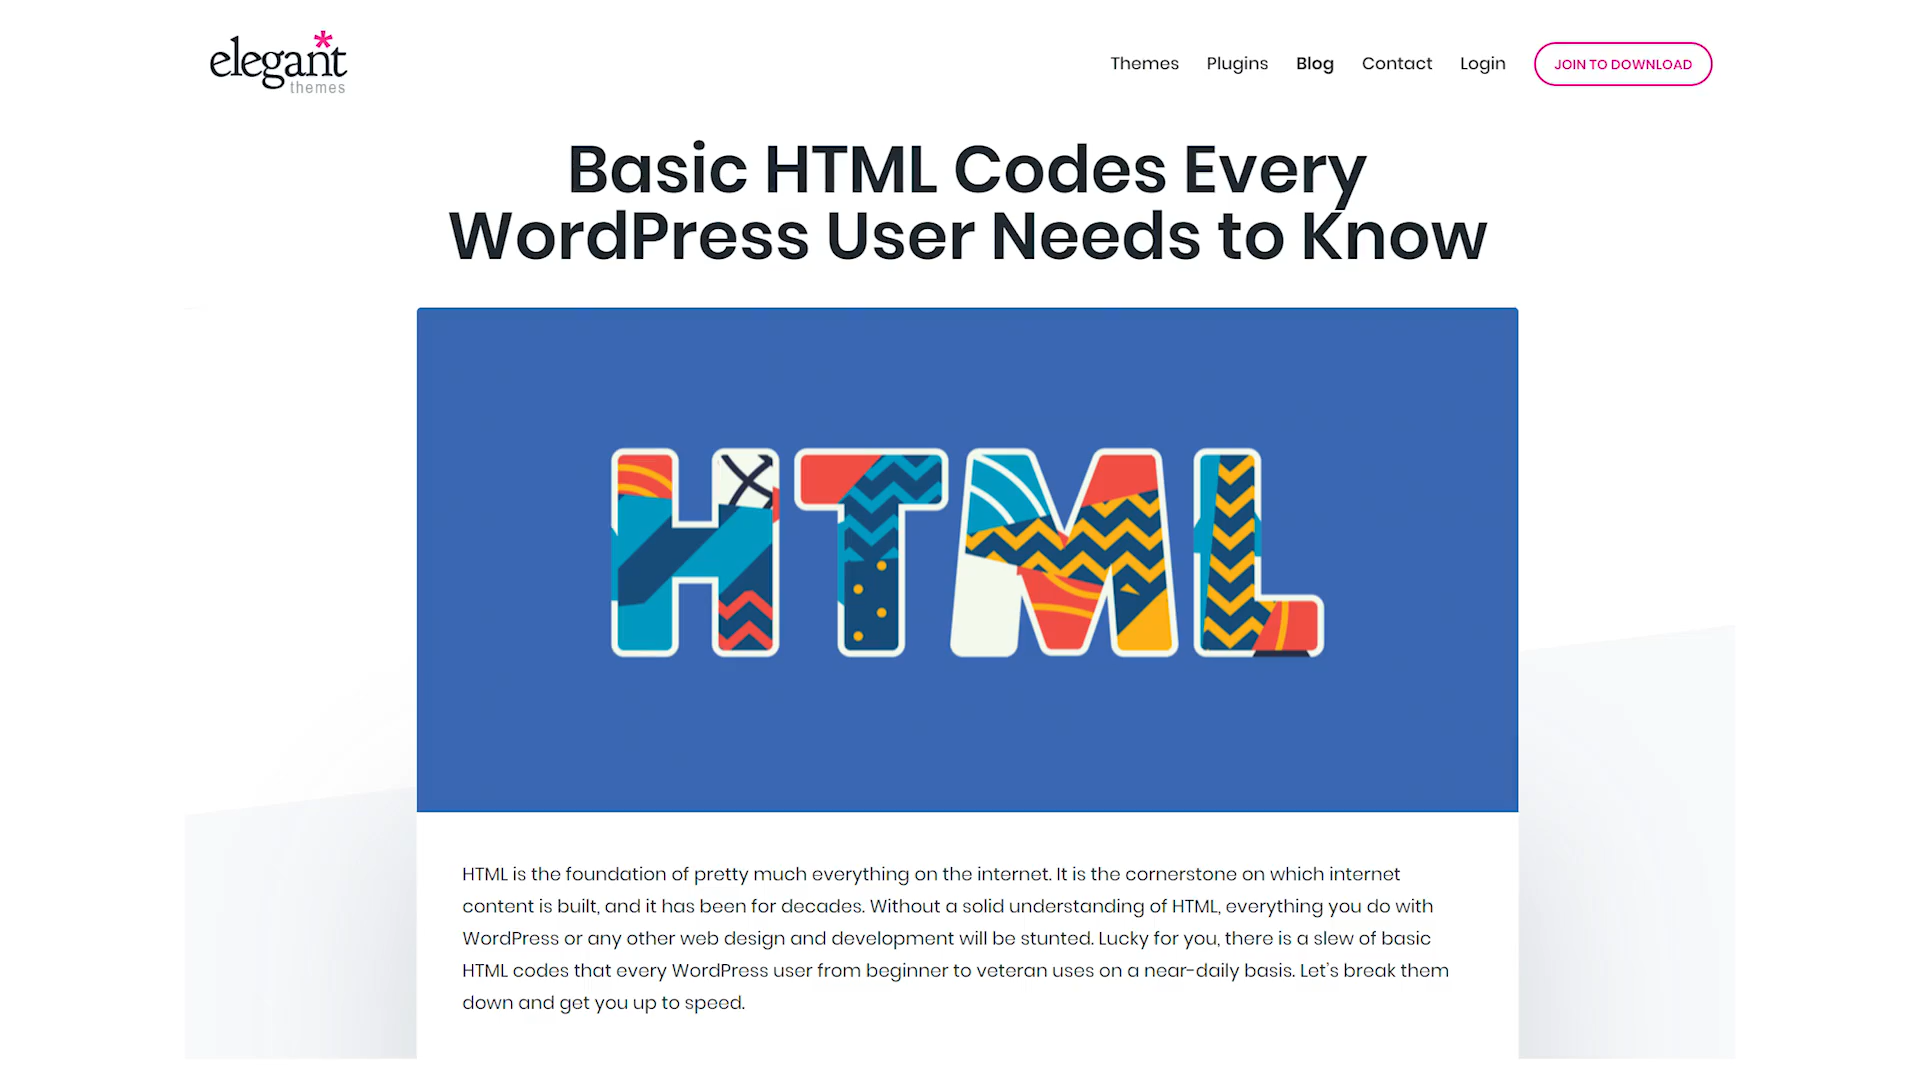 elegant*
themes
Themes
Plugins
Blog
Contact
Login
JOIN TO DOWNLOAD
Basic HTML Codes Every
WordPress User Needs to Know
HTML
HTML is the foundation of pretty much everything on the internet. It is the cornerstone on which internet
content is built, and it has been for decades. Without a solid understanding of HTML, everything you do with
WordPress or any other web design and development will be stunted. Lucky for you, there is a slew of basic
HTML codes that every WordPress user from beginner to veteran uses on a near-daily basis. Let's break them
down and get you up to speed.